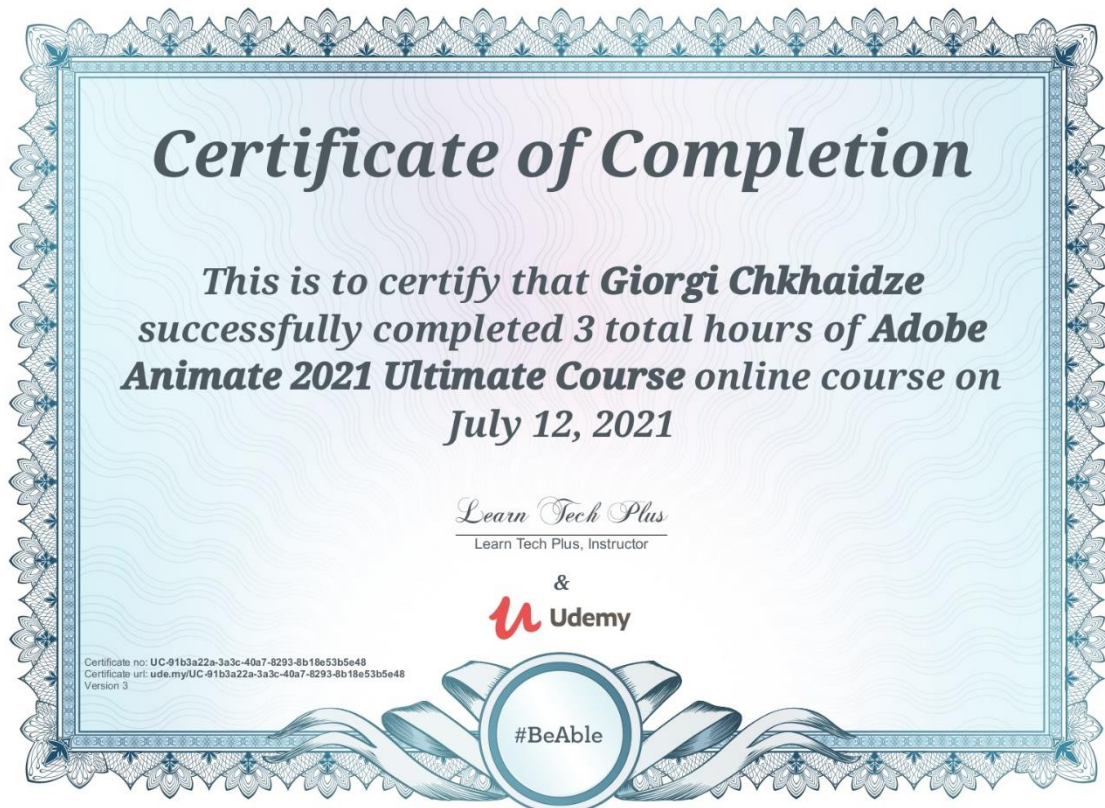 Certificate of Completion
This is to certify that Giorgi Chkhaidze
successfully completed 3 total hours of Adobe
Animate 2021 Ultimate Course online course on
July 12, 2021
Learn Tech Plus
Learn Tech Plus, Instructor
&
Udemy
Certificate no: UC-91b3a22a-3a3c-40a7-8293-8b18e53b5e48
Certificate url: ude.my/UC-91b3a22a-3a3c-40a7-8293-8b18e53b5e48
Version 3
#BeAble